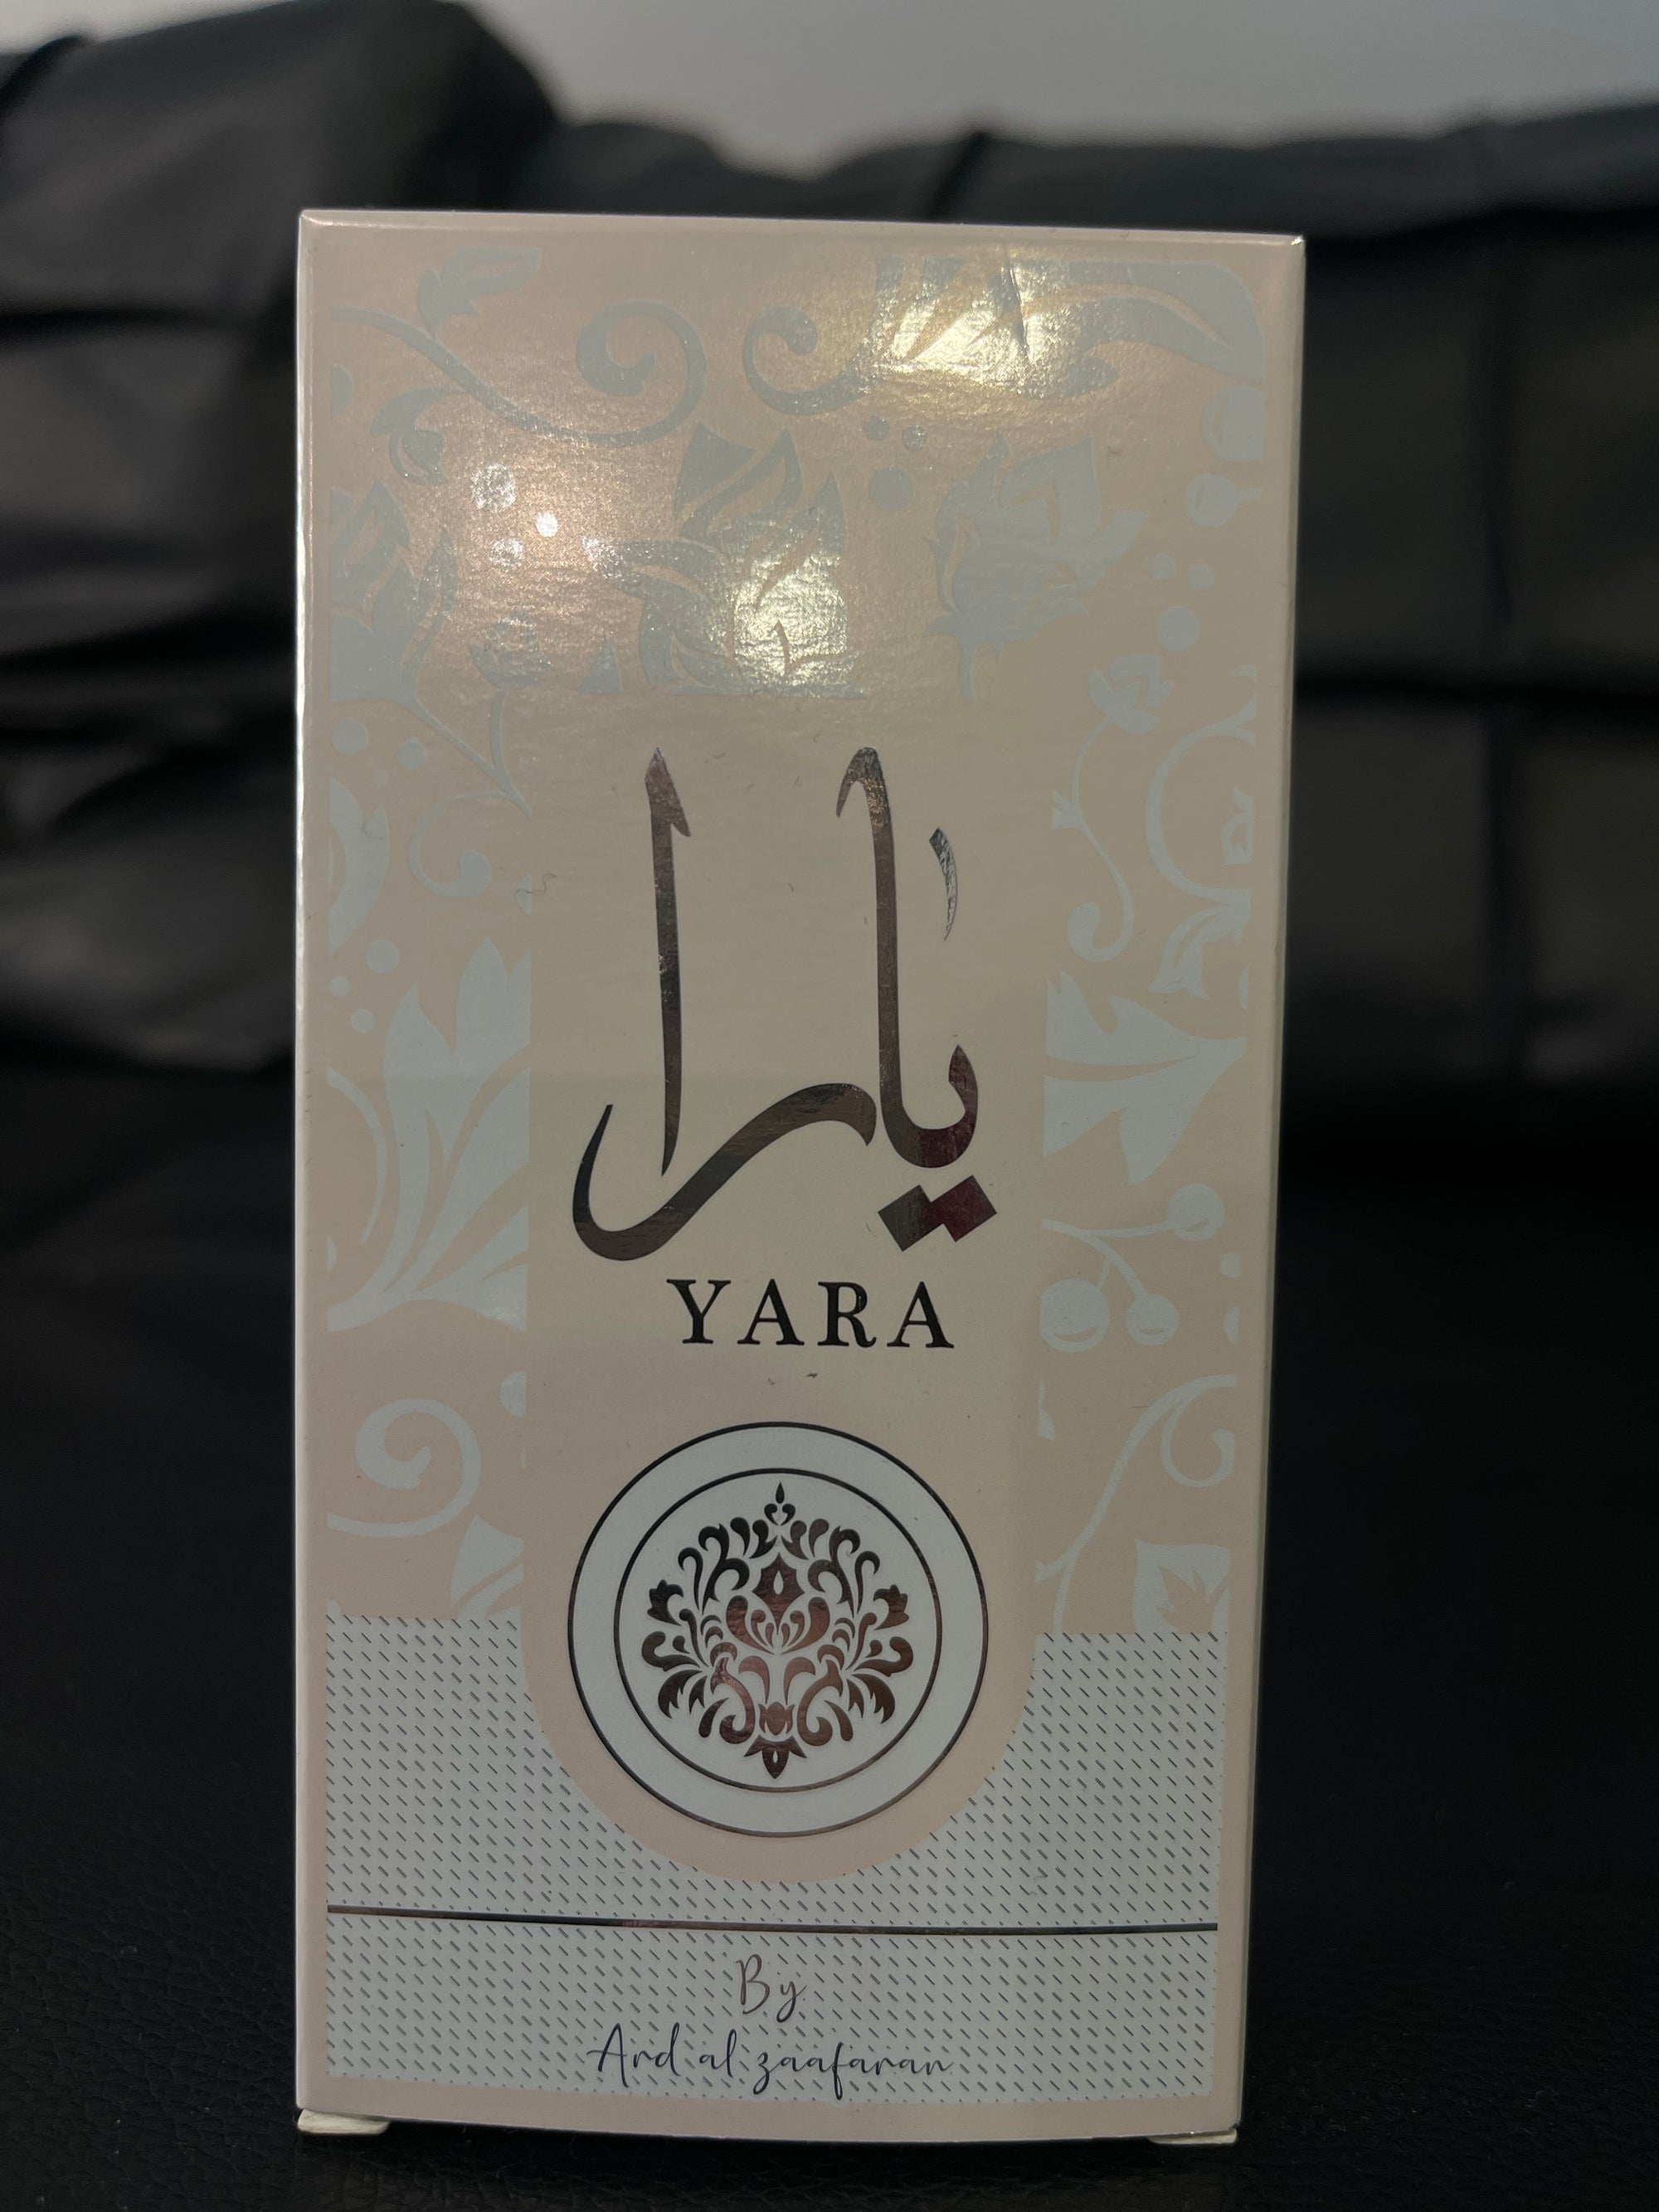 يارا
YARA
By
Ard al zaafaran